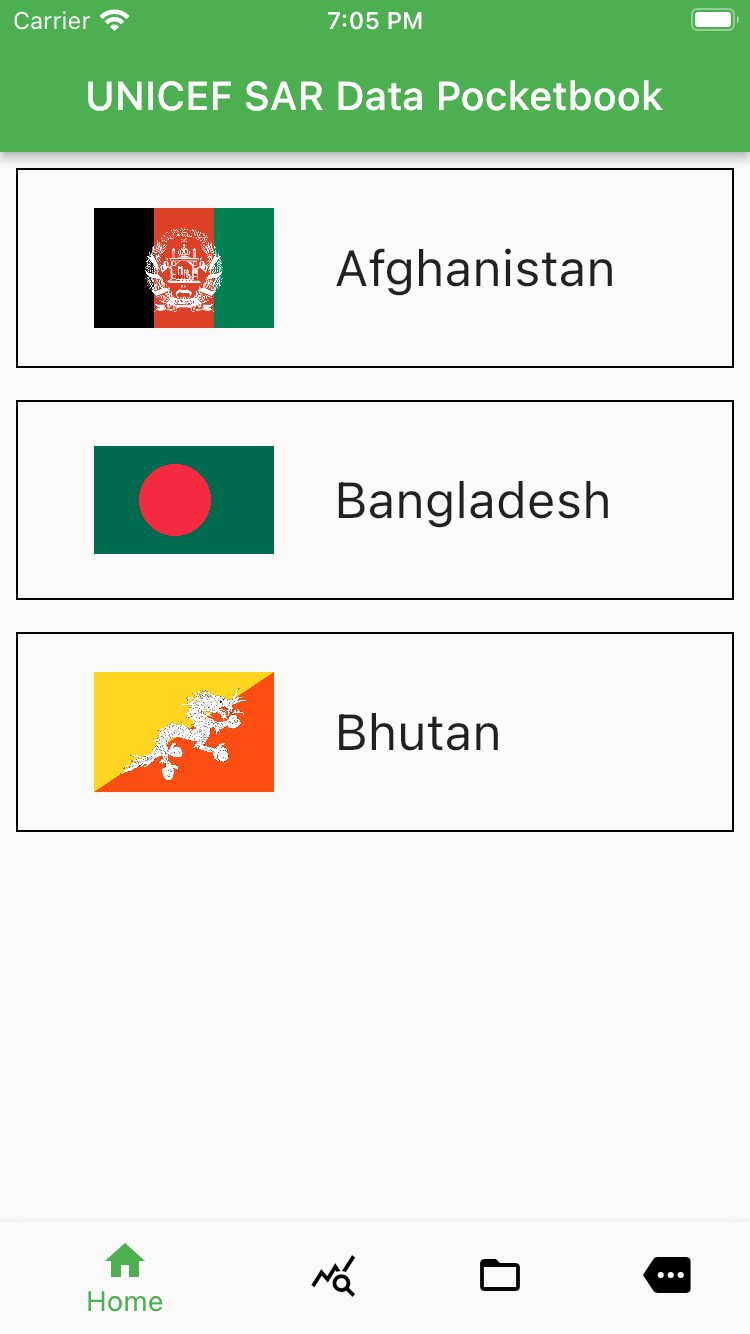 Carrier 7:05 PM
UNICEF SAR Data Pocketbook
Afghanistan
Bangladesh
Bhutan
Home